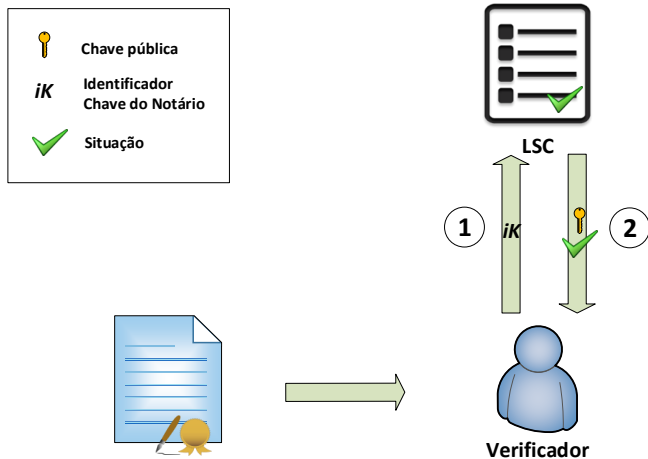 Chave pública
iK
Identificador
Chave do Notário
Situação
LSC
1
iK
2
Verificador